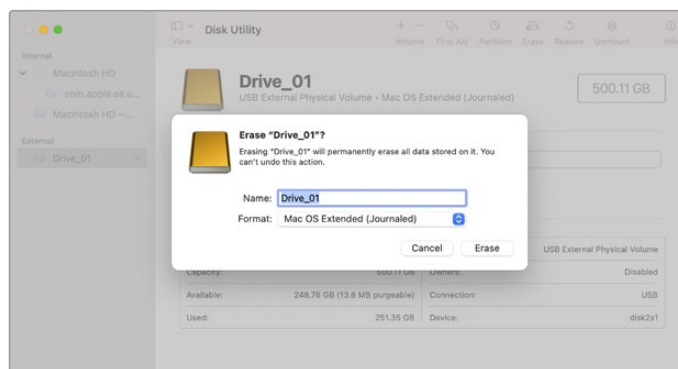 Disk Utility
View
Volume First Aid Partition Erase Restore Unmount Info
Internal
Macintosh HD
com.apple.os.u...
Macintosh HD —...
External
Drive_01
Drive_01
USB External Physical Volume • Mac OS Extended (Journaled)
500.11 GB
Erase “Drive_01”?
Erasing “Drive_01” will permanently erase all data stored on it. You
can’t undo this action.
Name: Drive_01
Format: Mac OS Extended (Journaled)
Cancel Erase
USB External Physical Volume
Capacity: 500.11 GB Owners: Disabled
Available: 248.76 GB (13.8 MB purgeable) Connection: USB
Used: 251.35 GB Device: disk2s1